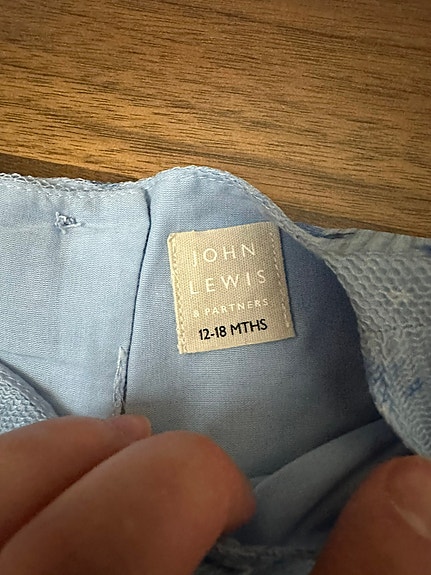 JOHN
LEWIS
& PARTNERS
12-18 MTHS